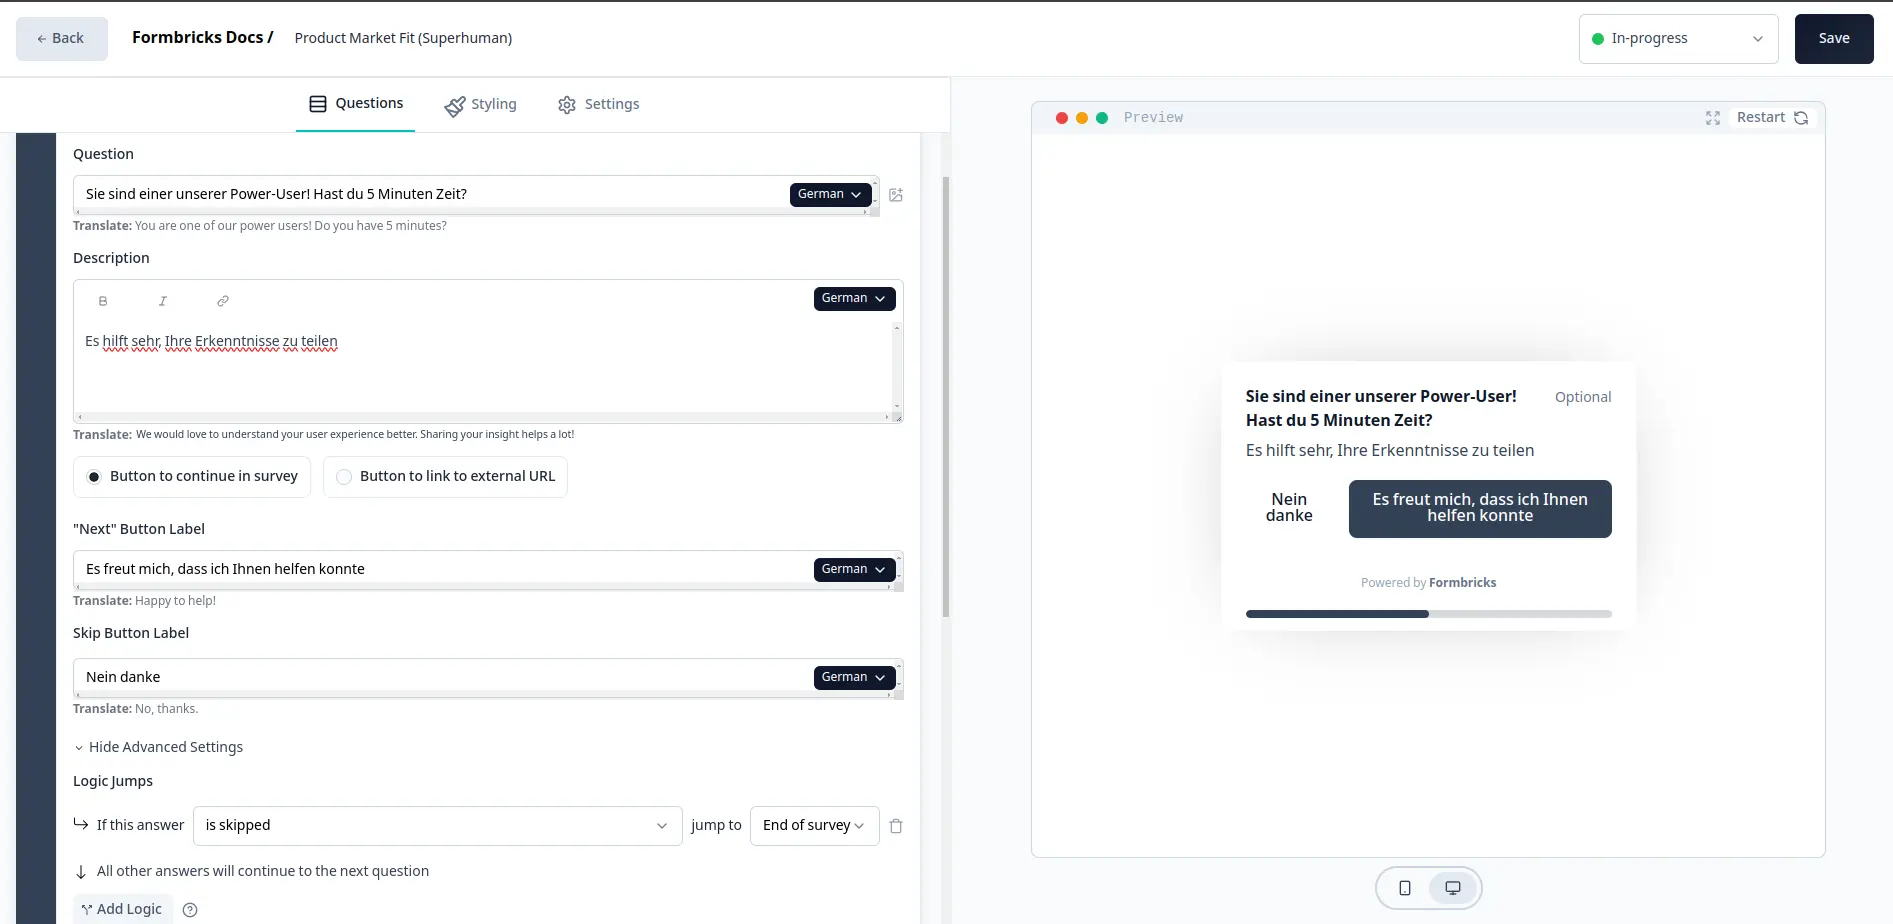 Back
Formbricks Docs /
Product Market Fit (Superhuman)
In-progress
Save
Questions
Styling
Settings
Question
Sie sind einer unserer Power-User! Hast du 5 Minuten Zeit?
German
Translate: You are one of our power users! Do you have 5 minutes?
Description
B
I
German
Es hilft sehr, Ihre Erkenntnisse zu teilen
Translate: We would love to understand your user experience better. Sharing your insight helps a lot!
Button to continue in survey
Button to link to external URL
"Next" Button Label
Es freut mich, dass ich Ihnen helfen konnte
German
Translate: Happy to help!
Skip Button Label
Nein danke
German
Translate: No, thanks.
Hide Advanced Settings
Logic Jumps
If this answer
is skipped
jump to
End of survey
All other answers will continue to the next question
Add Logic
Preview
Restart
Sie sind einer unserer Power-User!
Hast du 5 Minuten Zeit?
Optional
Es hilft sehr, Ihre Erkenntnisse zu teilen
Nein
danke
Es freut mich, dass ich Ihnen
helfen konnte
Powered by Formbricks